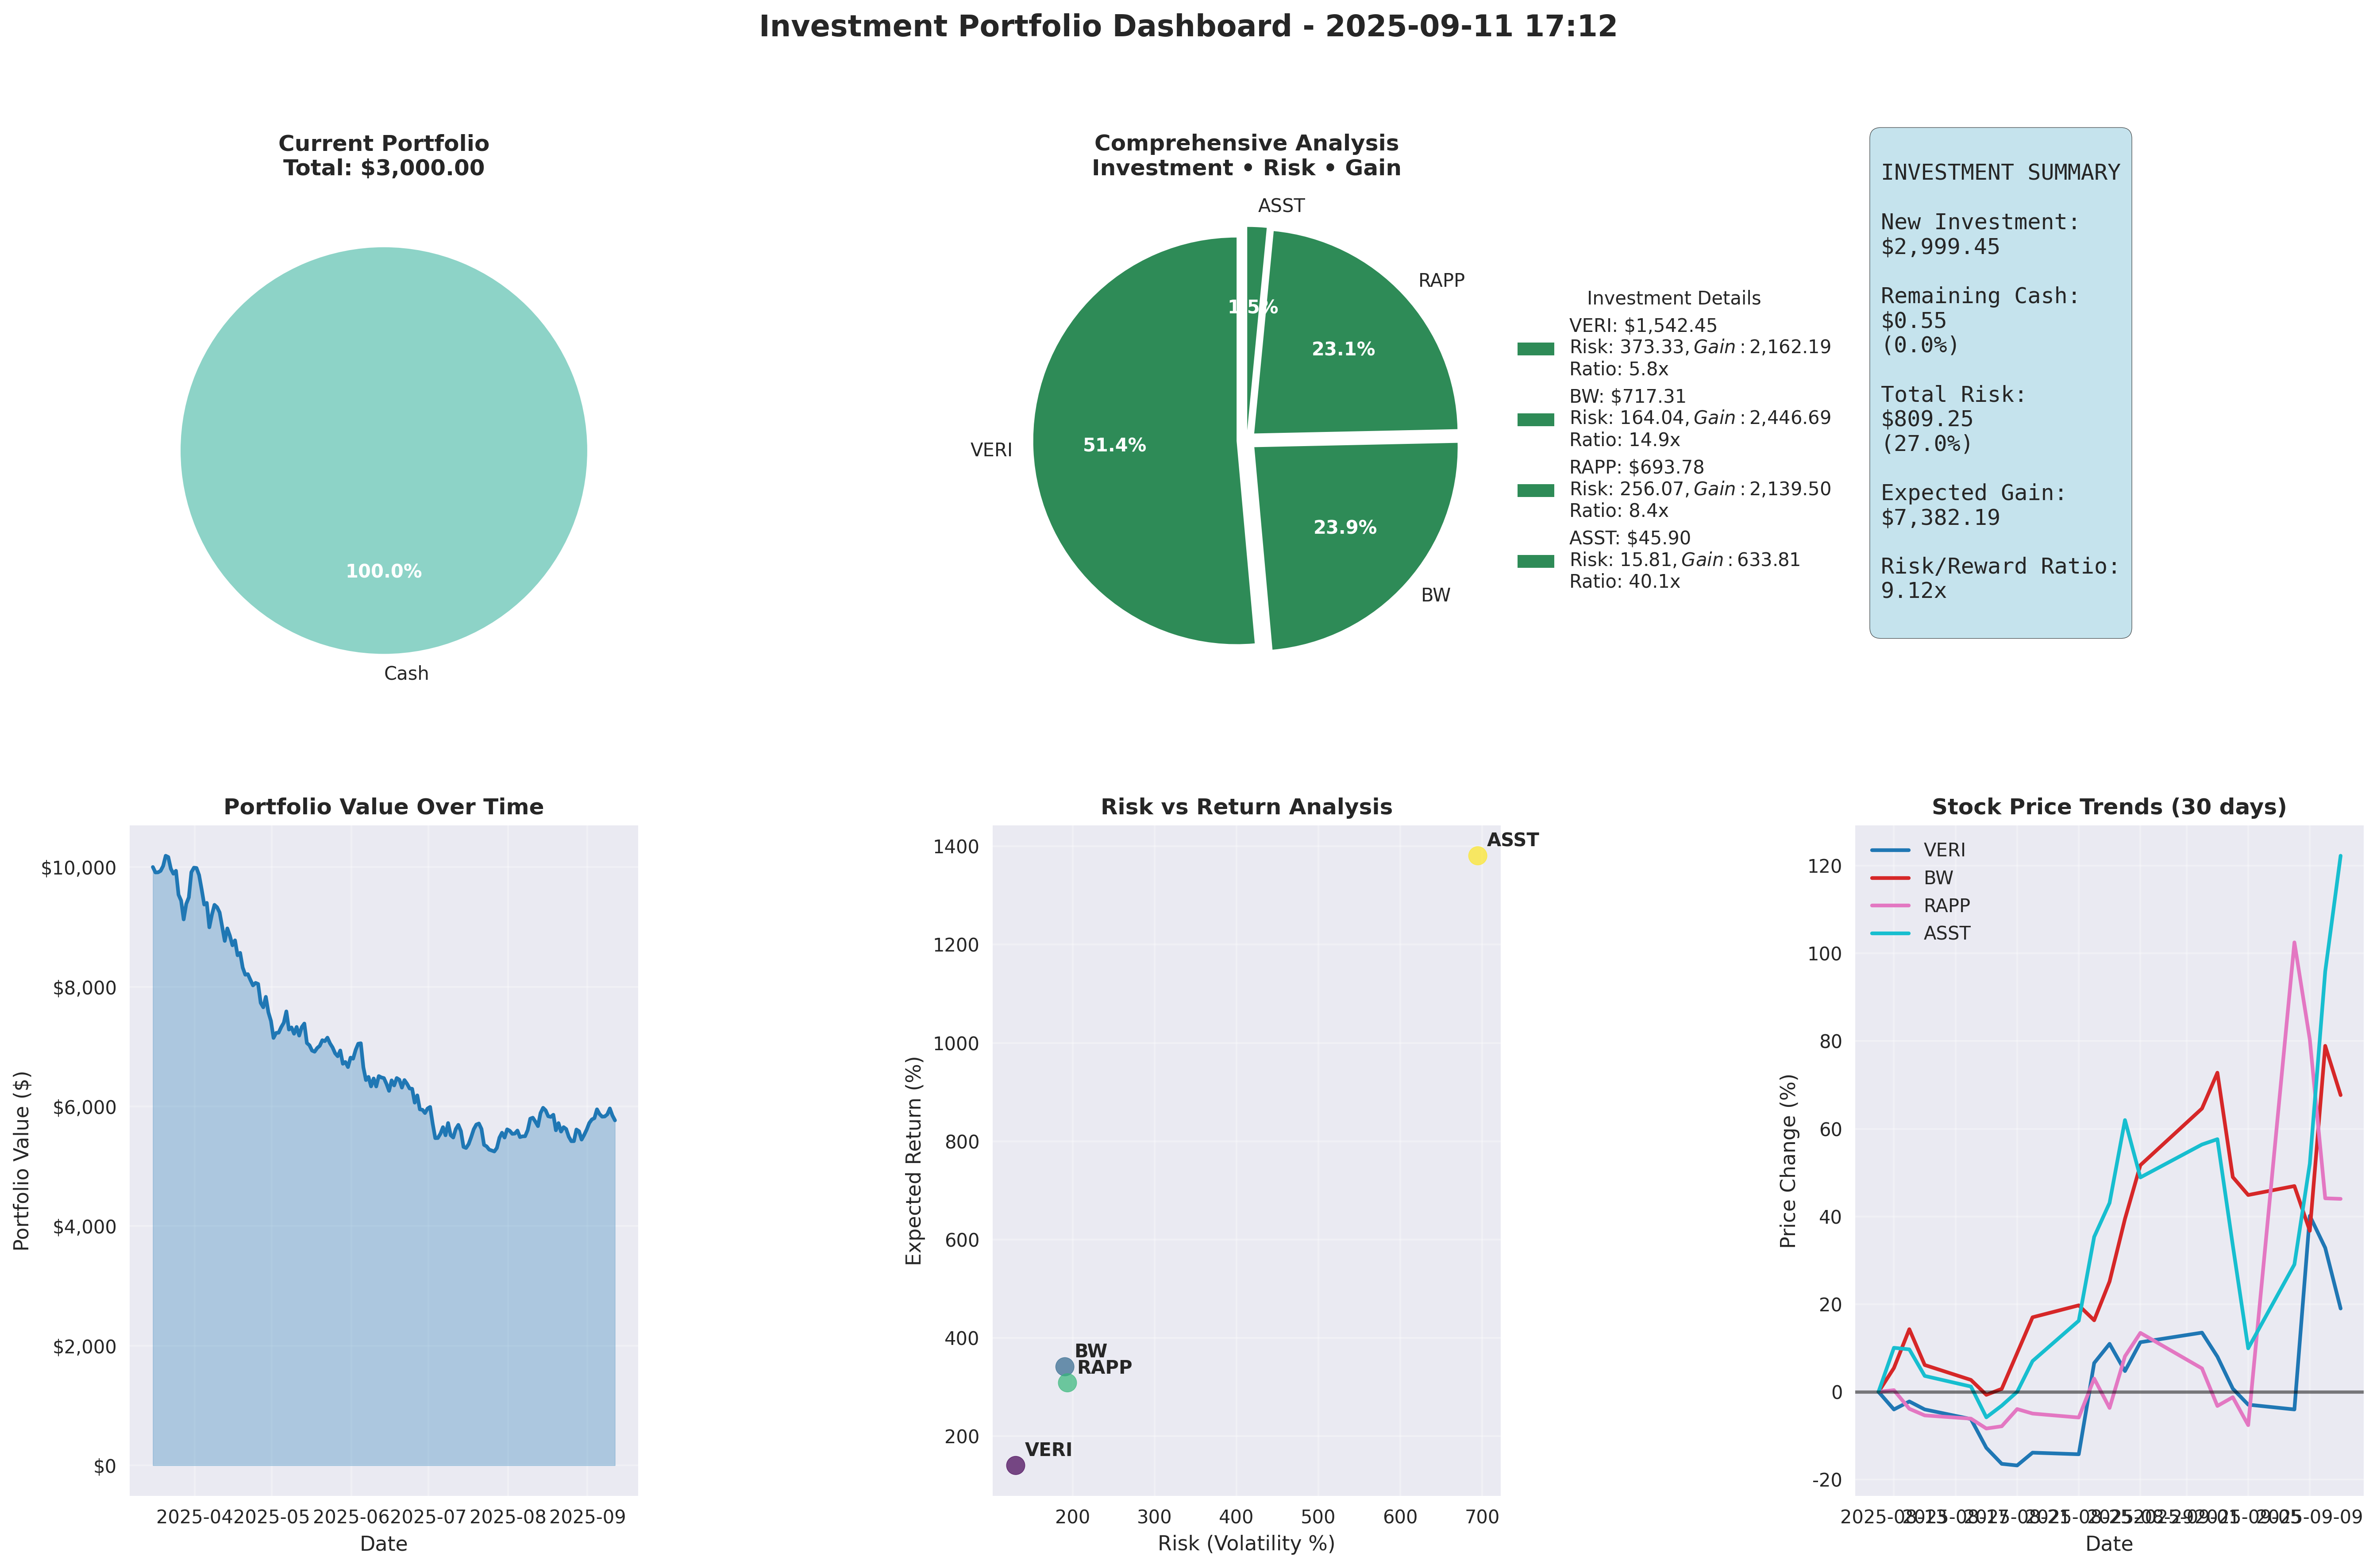 Investment Portfolio Dashboard - 2025-09-11 17:12
Current Portfolio
Total: $3,000.00
100.0%
Cash
Comprehensive Analysis
Investment • Risk • Gain
ASST
RAPP
VERI
BW
1.5%
23.1%
51.4%
23.9%
Investment Details
VERI: $1,542.45
Risk: 373.33, Gain : 2,162.19
Ratio: 5.8x
BW: $717.31
Risk: 164.04, Gain : 2,446.69
Ratio: 14.9x
RAPP: $693.78
Risk: 256.07, Gain : 2,139.50
Ratio: 8.4x
ASST: $45.90
Risk: 15.81, Gain : 633.81
Ratio: 40.1x
INVESTMENT SUMMARY
New Investment:
$2,999.45
Remaining Cash:
$0.55
(0.0%)
Total Risk:
$809.25
(27.0%)
Expected Gain:
$7,382.19
Risk/Reward Ratio:
9.12x
Portfolio Value Over Time
Portfolio Value ($)
$10,000
$8,000
$6,000
$4,000
$2,000
$0
2025-04 2025-05 2025-06 2025-07 2025-08 2025-09
Date
Risk vs Return Analysis
Expected Return (%)
1400
1200
1000
800
600
400
200
ASST
BW
RAPP
VERI
200 300 400 500 600 700
Risk (Volatility %)
Stock Price Trends (30 days)
Price Change (%)
VERI
BW
RAPP
ASST
120
100
80
60
40
20
0
-20
2025-08-13 2025-08-17 2025-08-21 2025-08-25 2025-08-29 2025-09-01 2025-09-05 2025-09-09
Date